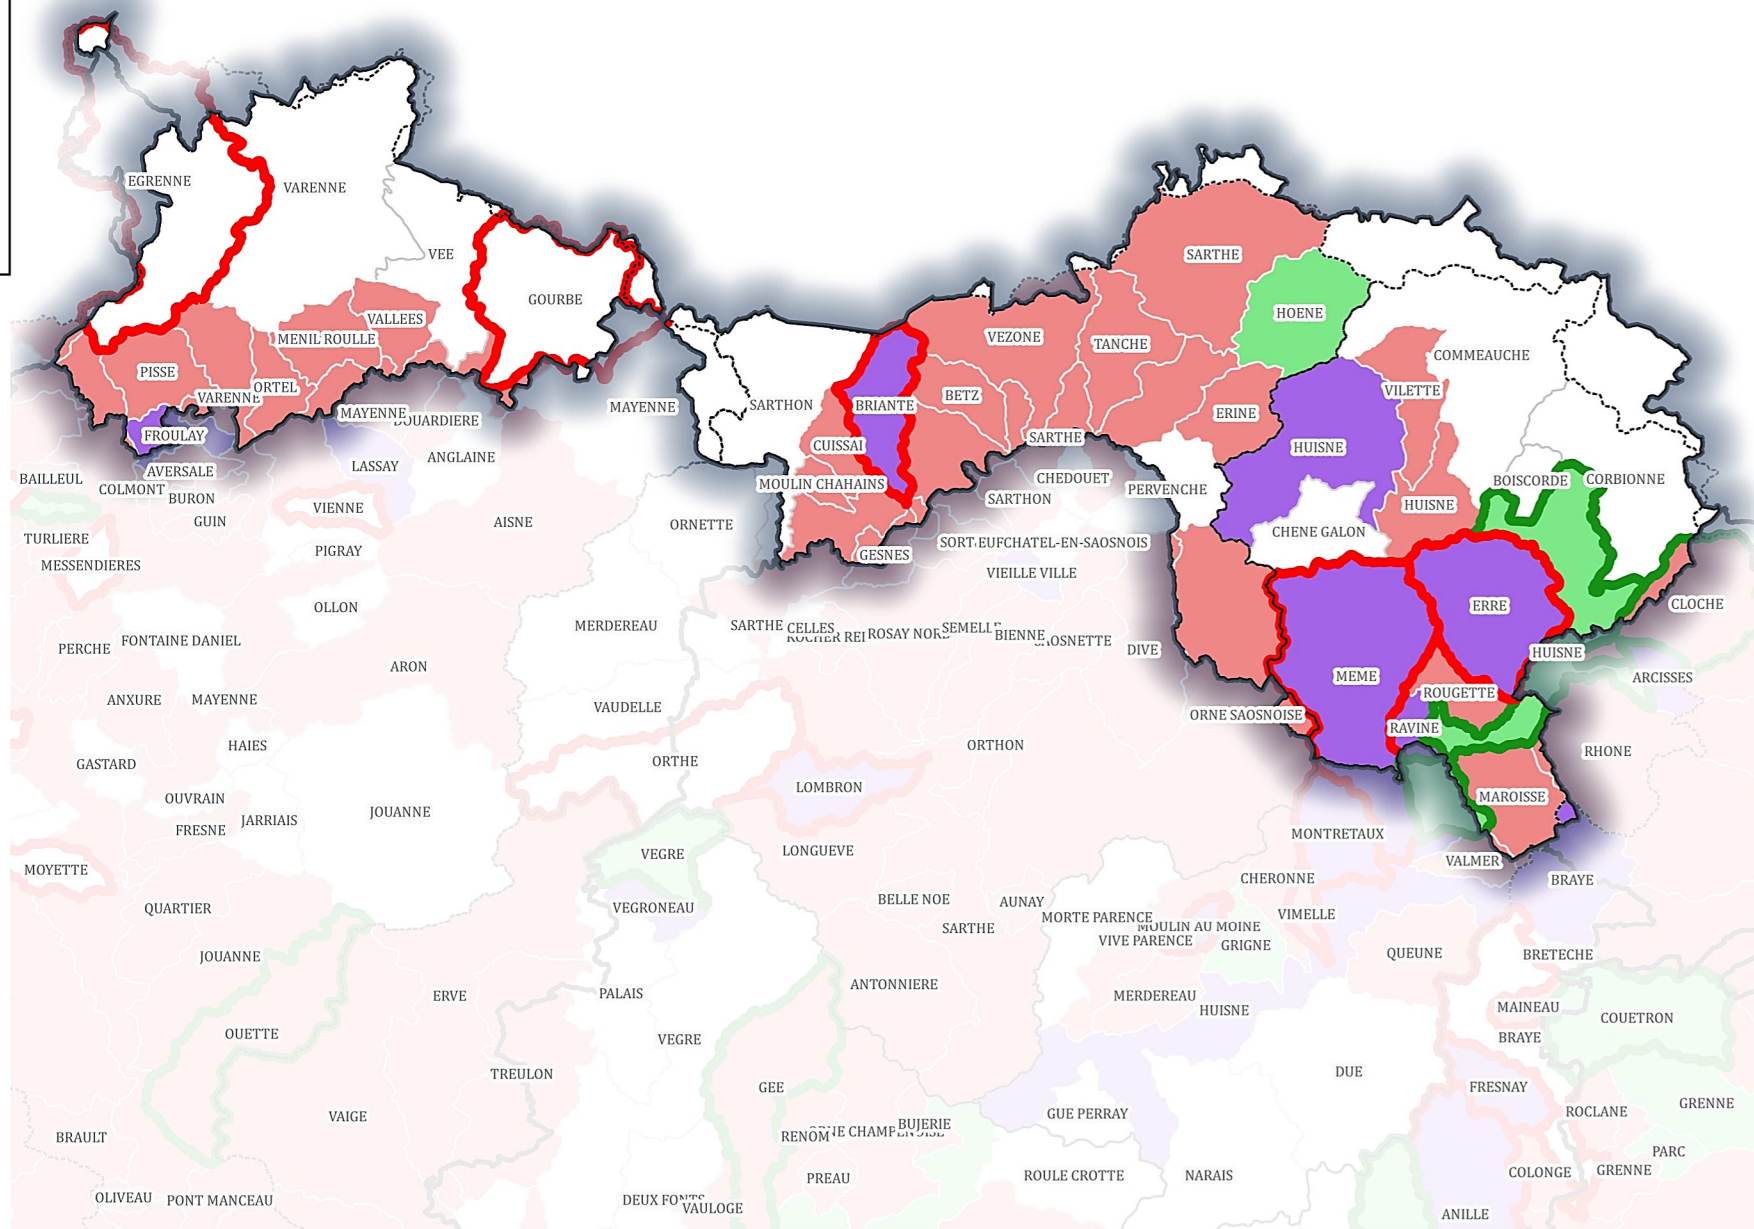 EGRENNE
VARENNE
VEE
SARTHE
GOURBE
HOENE
VALLEES
MENIL ROULLE
VEZONE
TANCHE
COMMEAUCHE
PISSE
ORTEL
VARENNE
VILETTE
BETZ
SARTHON
BRIANTE
MAYENNE
MAYENNE
ERINE
FROULAY
SARTHE
CUISSAI
HUISNE
ANGLAINE
LASSAY
AVERSALE
BAILLEUL
COLMONT
BURON
MOULIN CHAHAINS
CHEDOUET
PERVENCHE
SARTHON
BOISCORDE
CORBIONNE
HUISNE
VIENNE
GUIN
AISNE
ORNETTE
CHENE GALON
TURLIERE
MESSENDIERES
PIGRAY
GESNES
VIEILLE VILLE
OLLON
ERRE
CLOCHE
MERDEREAU
SARTHE
CELLES
ROSAY NORD
SEMELLE
BIENNE
PERCHE
FONTAINE DANIEL
DIVE
HUISNE
ARON
MEME
ARCISSES
ANXURE
MAYENNE
VAUDELLE
ROUGETTE
ORNE SAOSNOISE
RAVINE
HAIES
ORTHON
RHONE
GASTARD
ORTHE
LOMBRON
OUVRAIN
MAROISSE
JARRIAIS
JOUANNE
FRESNE
MONTRETAUX
MOYETTE
VEGRE
LONGUEVE
VALMER
CHERONNE
BRAYE
QUARTIER
VEGRONEAU
BELLE NOE
AUNAY
MORTE PARENCE
VIMELLE
SARTHE
MOULIN AU MOINE
VIVE PARENCE
GRIGNE
JOUANNE
QUEUNE
BRETECHE
ANTONNIERE
ERVE
PALAIS
MERDEREAU
HUISNE
MAINEAU
COUETRON
OUETTE
VEGRE
BRAYE
TREULON
GEE
DUE
FRESNAY
VAIGE
GUE PERRAY
ROCLANE
GRENNE
BRAULT
RENOM
BUJERIE
PARC
PREAU
ROULE CROTTE
NARAIS
COLONGE
GRENNE
OLIVEAU
PONT MANCEAU
DEUX FONTS
VAULOGE
ANILLE